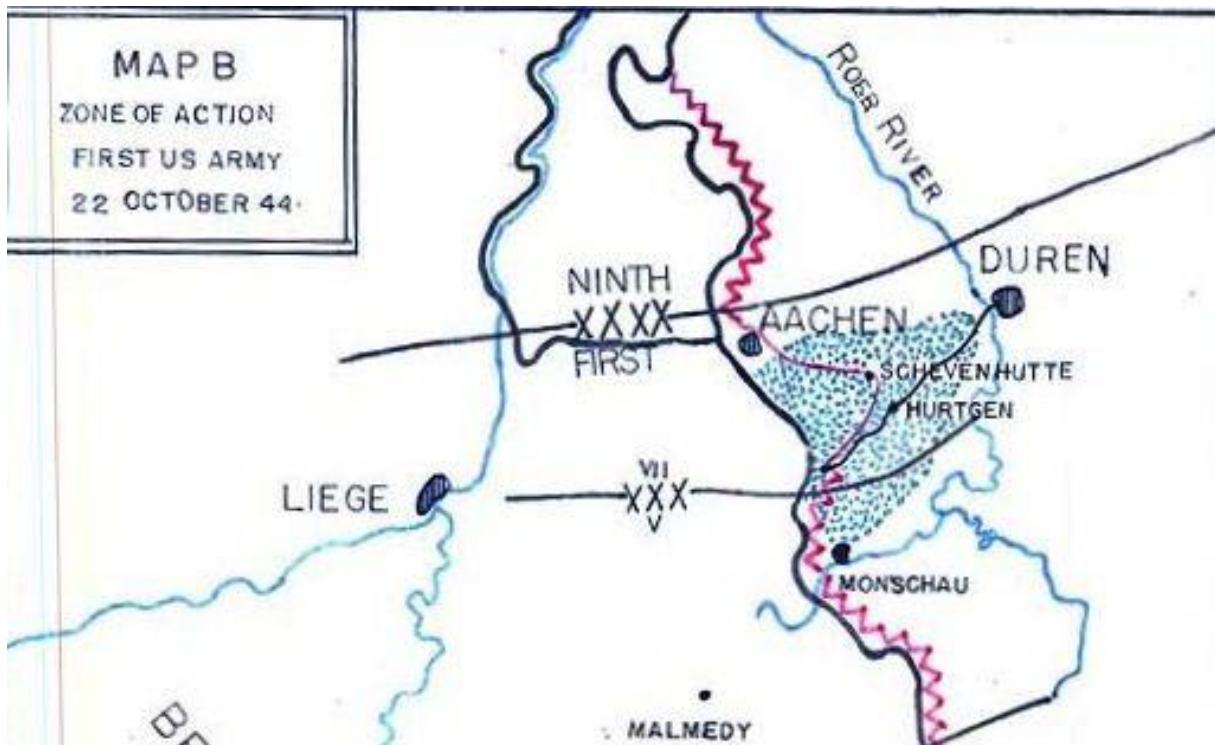 MAP B
ZONE OF ACTION
FIRST US ARMY
22 OCTOBER 44.
ROER RIVER
DUREN
NINTH
XXXX
FIRST
AACHEN
SCHEVENHUTTE
HURTGEN
LIEGE
VII
XXX
V
MONSCHAU
MALMEDY
BE